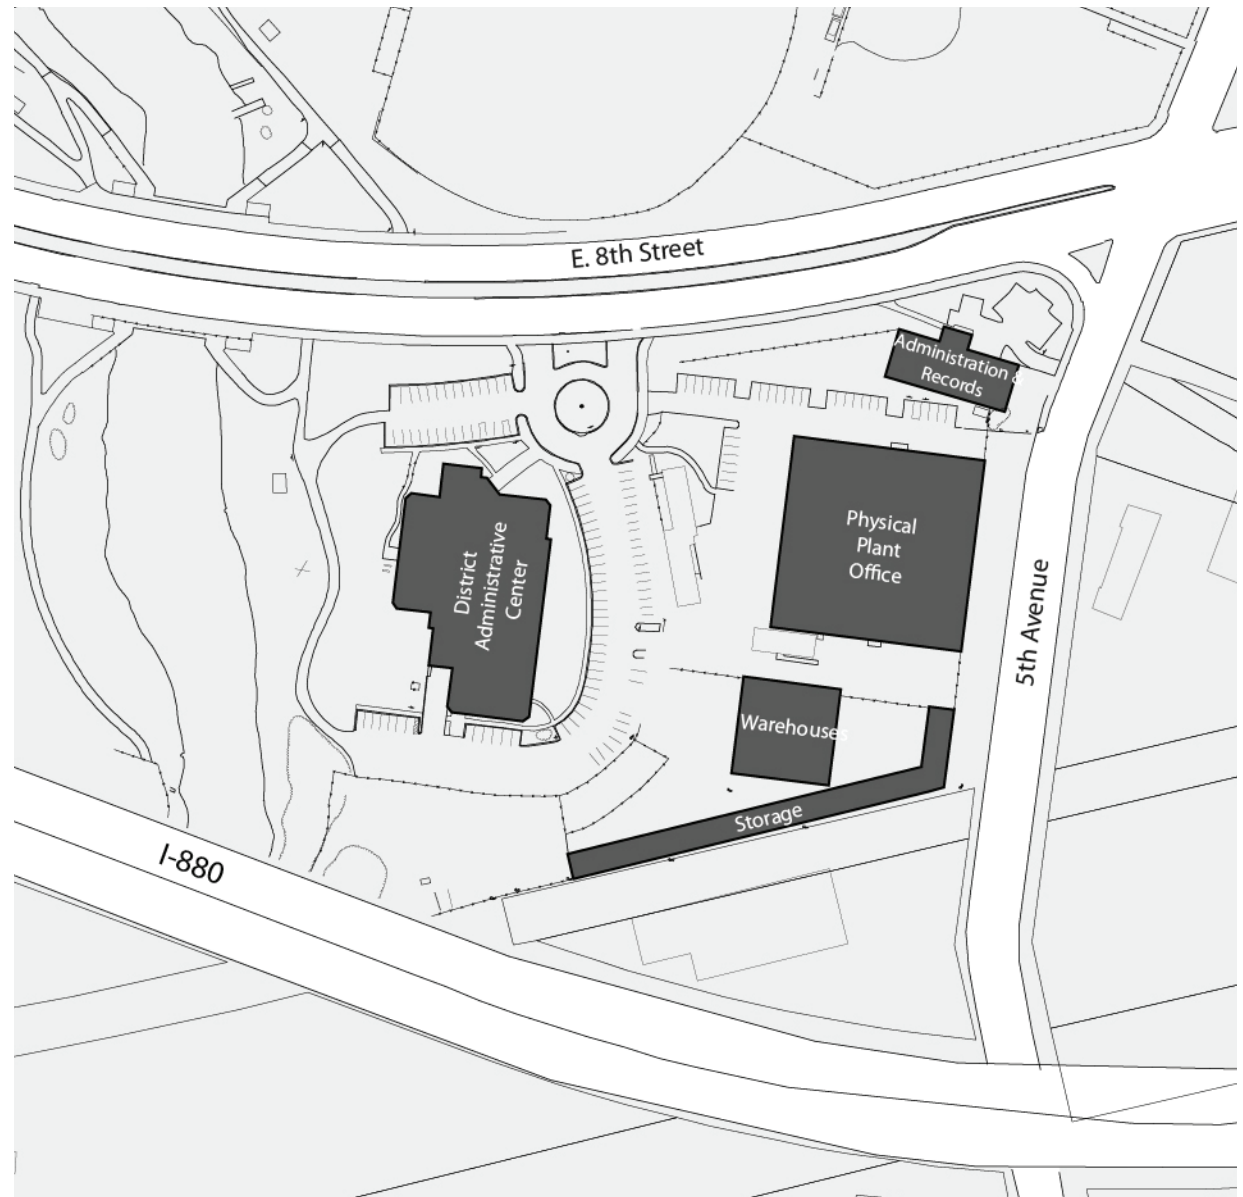 E. 8th Street
Administration &
Records
Physical
Plant
Office
District
Administrative
Center
5th Avenue
Warehouses
Storage
I-880